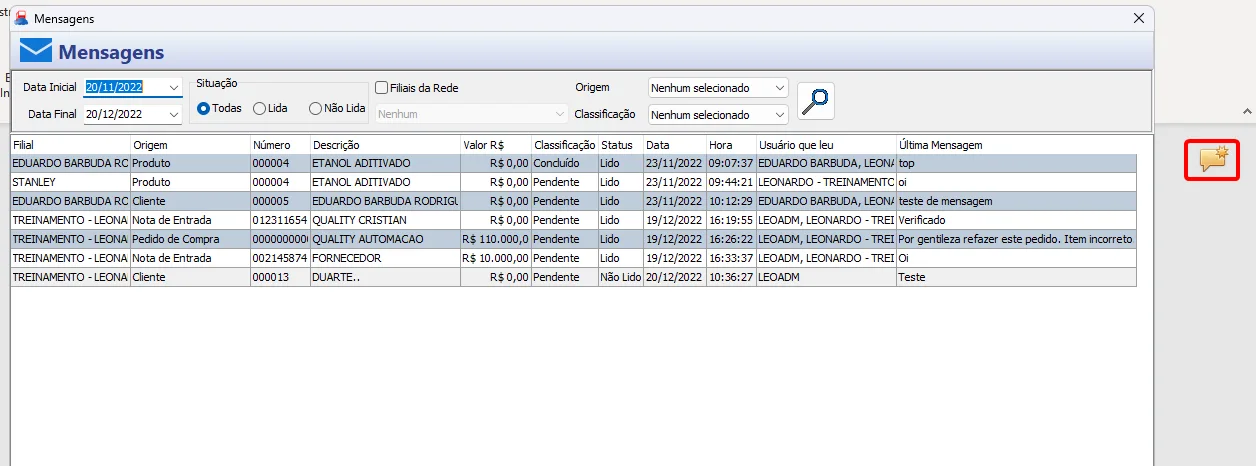 str
Mensagens
Mensagens
E
In
Data Inicial 20/11/2022 Situação Filiais da Rede Origem Nenhum selecionado
Data Final 20/12/2022 Todas Lida Não Lida Nenhum Classificação Nenhum selecionado
Filial Origem Número Descrição Valor R$ Classificação Status Data Hora Usuário que leu Última Mensagem
EDUARDO BARBUDA RO Produto 000004 ETANOL ADITIVADO R$ 0,00 Concluído Lido 23/11/2022 09:07:37 EDUARDO BARBUDA, LEONA top
STANLEY Produto 000004 ETANOL ADITIVADO R$ 0,00 Pendente Lido 23/11/2022 09:44:21 LEONARDO - TREINAMENTO oi
EDUARDO BARBUDA RO Cliente 000005 EDUARDO BARBUDA RODRIGU R$ 0,00 Pendente Lido 23/11/2022 10:12:29 EDUARDO BARBUDA, LEONA teste de mensagem
TREINAMENTO - LEONA Nota de Entrada 012311654 QUALITY CRISTIAN R$ 0,00 Pendente Lido 19/12/2022 16:19:55 LEOADM, LEONARDO - TREI Verificado
TREINAMENTO - LEONA Pedido de Compra 0000000000 QUALITY AUTOMACAO R$ 110.000,0 Pendente Lido 19/12/2022 16:26:22 LEOADM, LEONARDO - TREI Por gentileza refazer este pedido. Item incorreto
TREINAMENTO - LEONA Nota de Entrada 002145874 FORNECEDOR R$ 10.000,00 Pendente Lido 19/12/2022 16:33:37 LEOADM, LEONARDO - TREI Oi
TREINAMENTO - LEONA Cliente 000013 DUARTE.. R$ 0,00 Pendente Não Lido 20/12/2022 10:36:27 LEOADM Teste